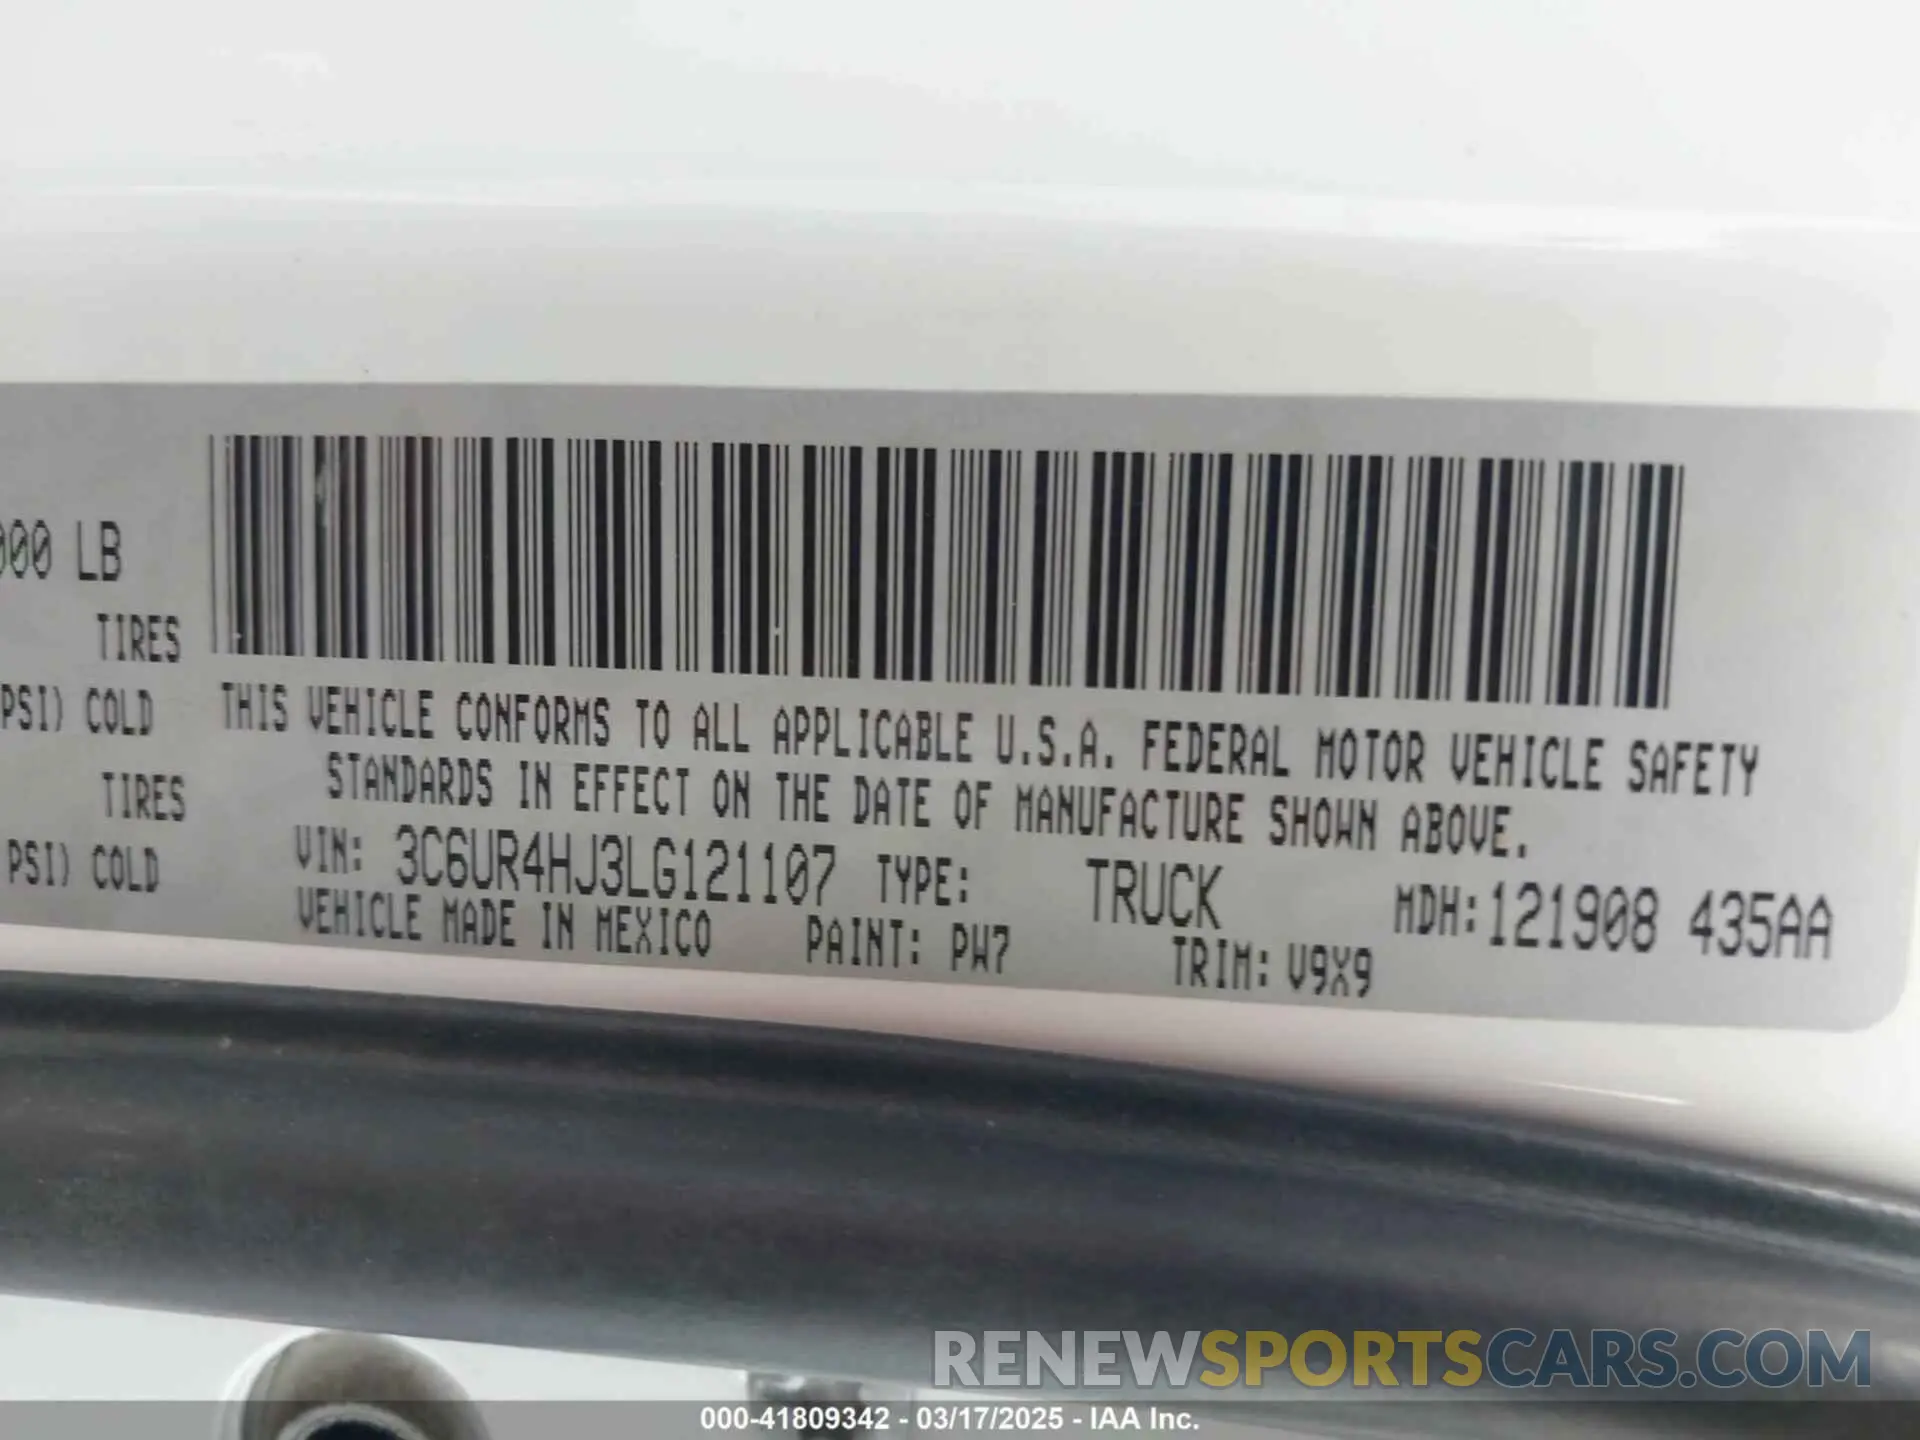 000 LB
TIRES
PSI) COLD
TIRES
PSI) COLD
THIS VEHICLE CONFORMS TO ALL APPLICABLE U.S.A. FEDERAL MOTOR VEHICLE SAFETY
STANDARDS IN EFFECT ON THE DATE OF MANUFACTURE SHOWN ABOVE.
VIN: 3C6UR4HJ3LG121107 TYPE: TRUCK MDH:121908 435AA
VEHICLE MADE IN MEXICO PAINT: PW7 TRIM: V9X9
RENEWSPORTSCARS.COM
000-41809342 - 03/17/2025 - IAA Inc.